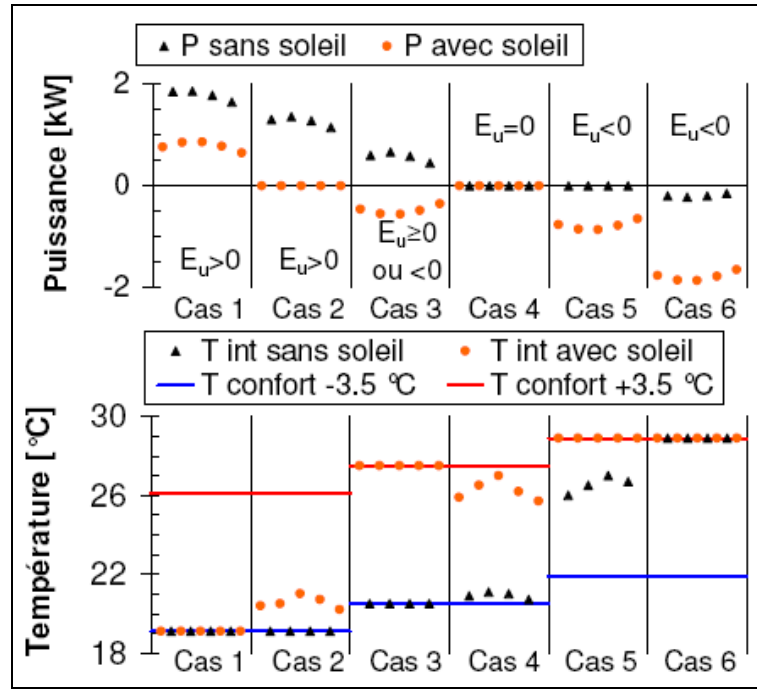 ▲ P sans soleil ● P avec soleil
Puissance [kW]
2
0
-2
E_u>0
E_u>0
E_u≥0
ou <0
E_u=0
E_u<0
E_u<0
Cas 1 Cas 2 Cas 3 Cas 4 Cas 5 Cas 6
▲ T int sans soleil ● T int avec soleil
T confort -3.5 °C T confort +3.5 °C
Température [°C]
30
26
22
18
Cas 1 Cas 2 Cas 3 Cas 4 Cas 5 Cas 6